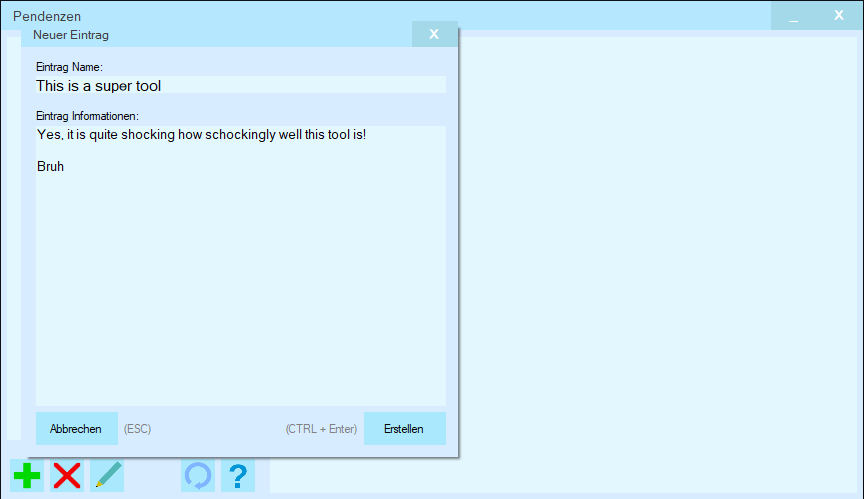 Pendenzen
_ X
Neuer Eintrag
X
Eintrag Name:
This is a super tool
Eintrag Informationen:
Yes, it is quite shocking how schockingly well this tool is!
Bruh
Abbrechen (ESC) (CTRL + Enter) Erstellen
?